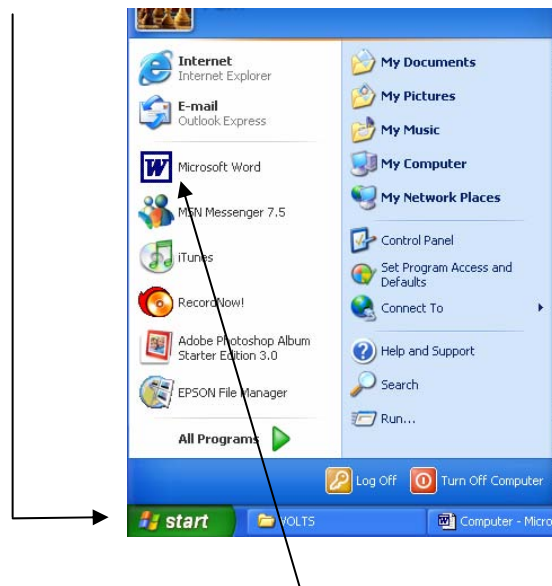 Internet
Internet Explorer
E-mail
Outlook Express
Microsoft Word
MSN Messenger 7.5
iTunes
RecordNow!
Adobe Photoshop Album
Starter Edition 3.0
EPSON File Manager
All Programs
My Documents
My Pictures
My Music
My Computer
My Network Places
Control Panel
Set Program Access and
Defaults
Connect To
Help and Support
Search
Run...
Log Off
Turn Off Computer
start
VOLTS
Computer - Micro